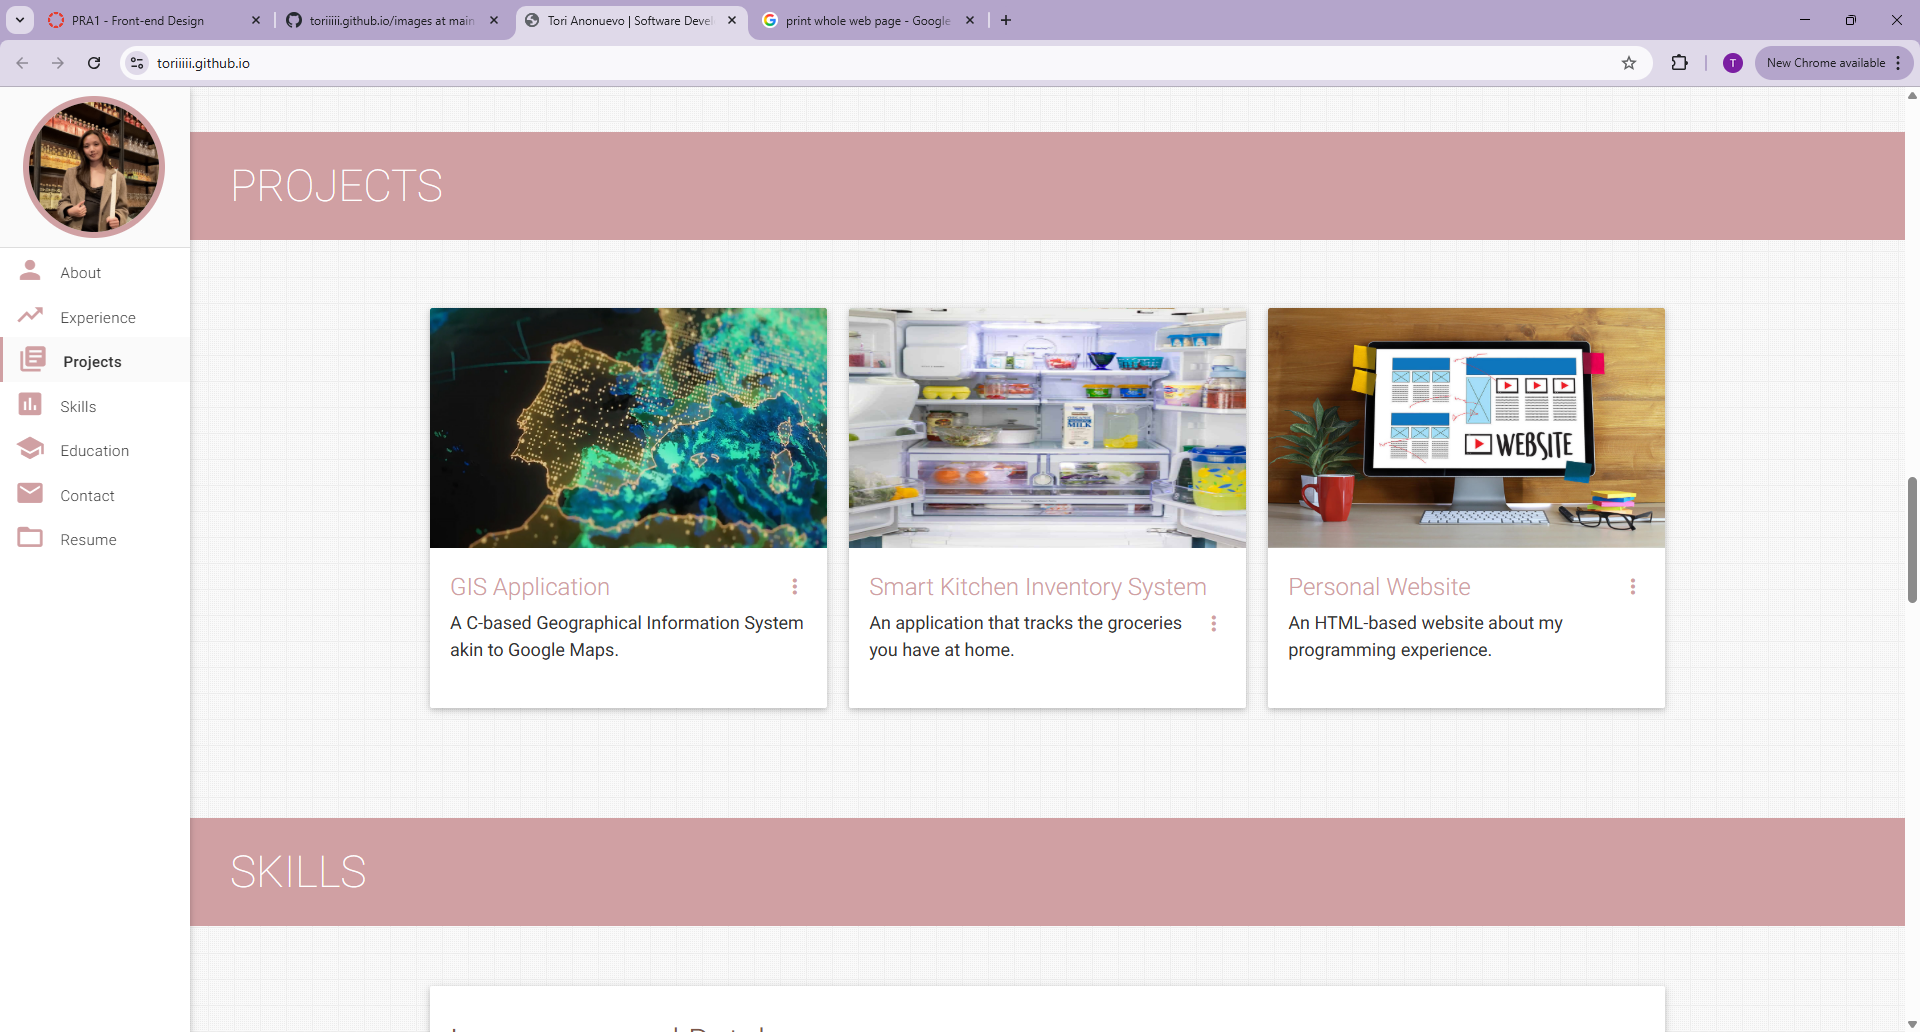 PRA1 - Front-end Design
toriiiii.github.io/images at main
Tori Anonuevo | Software Devel
print whole web page - Google
toriiiii.github.io
T
New Chrome available
About
Experience
Projects
Skills
Education
Contact
Resume
PROJECTS
MILK
WEBSITE
GIS Application
A C-based Geographical Information System
akin to Google Maps.
Smart Kitchen Inventory System
An application that tracks the groceries
you have at home.
Personal Website
An HTML-based website about my
programming experience.
SKILLS